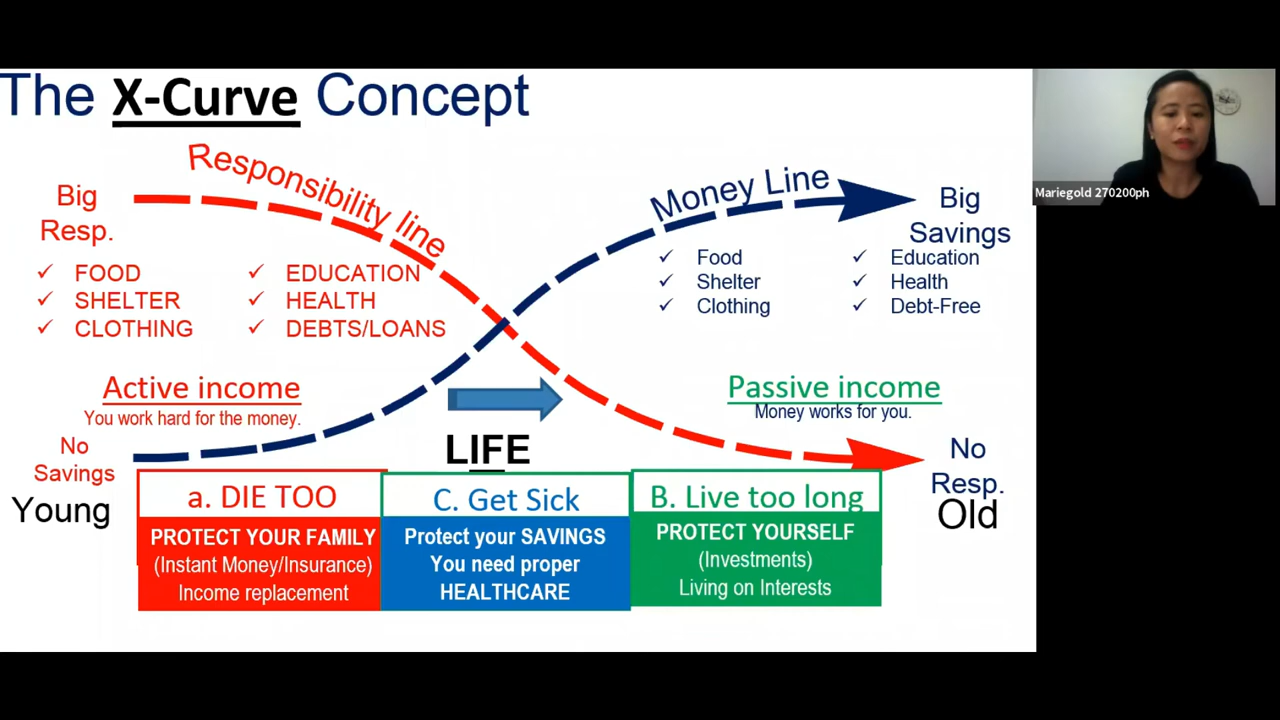 The X-Curve Concept
Mariegold 270200ph
Responsibility line
Money Line
Big
Resp.
Big
Savings
✓ FOOD
✓ SHELTER
✓ CLOTHING
✓ EDUCATION
✓ HEALTH
✓ DEBTS/LOANS
✓ Food
✓ Shelter
✓ Clothing
✓ Education
✓ Health
✓ Debt-Free
Active income
You work hard for the money.
Passive income
Money works for you.
No
Savings
Young
LIFE
No
Resp.
Old
a. DIE TOO
PROTECT YOUR FAMILY
(Instant Money/Insurance)
Income replacement
C. Get Sick
Protect your SAVINGS
You need proper
HEALTHCARE
B. Live too long
PROTECT YOURSELF
(Investments)
Living on Interests